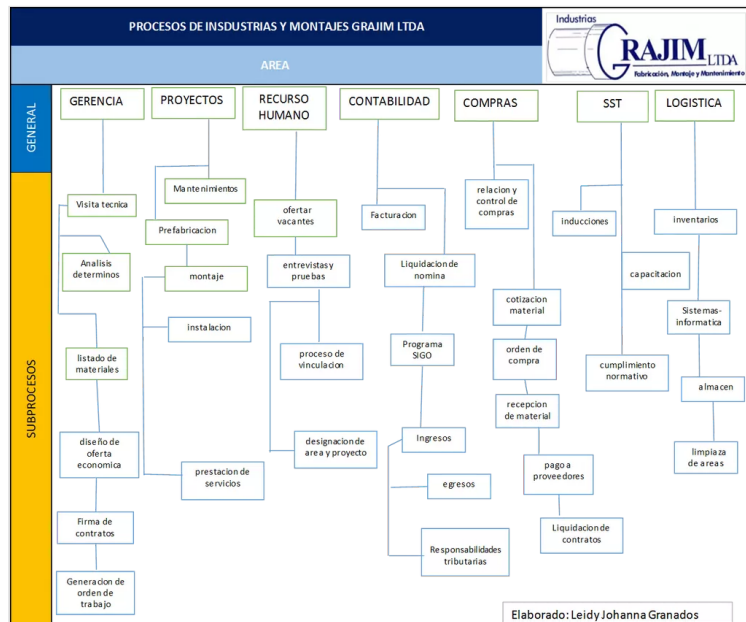 PROCESOS DE INSDUSTRIAS Y MONTAJES GRAJIM LTDA
Industrias
GRAJIM LTDA
Fabricación, Montaje y Mantenimiento
AREA
GENERAL
GERENCIA
PROYECTOS
RECURSO
HUMANO
CONTABILIDAD
COMPRAS
SST
LOGISTICA
SUBPROCESOS
Visita tecnica
Analisis
determinos
listado de
materiales
diseño de
oferta
economica
Firma de
contratos
Generacion de
orden de
trabajo
Mantenimientos
Prefabricacion
montaje
instalacion
prestacion de
servicios
ofertar
vacantes
entrevistas y
pruebas
proceso de
vinculacion
designacion de
area y proyecto
Facturacion
Liquidacion de
nomina
Programa
SIGO
Ingresos
egresos
Responsabilidades
tributarias
relacion y
control de
compras
cotizacion
material
orden de
compra
recepcion
de material
pago a
proveedores
Liquidacion de
contratos
inducciones
capacitacion
cumplimiento
normativo
inventarios
Sistemas-
informatica
almacen
limpiaza
de areas
Elaborado: Leidy Johanna Granados